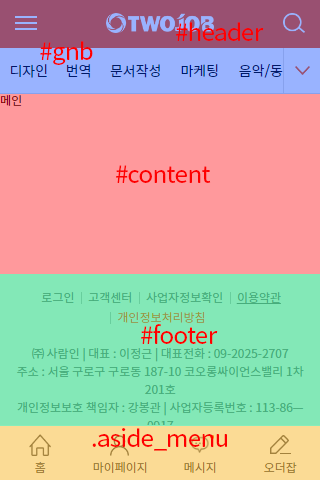 TWOJOB
#header
#gnb
디자인 번역 문서작성 마케팅 음악/동
메인
#content
로그인 | 고객센터 | 사업자정보확인 | 이용약관
| 개인정보처리방침
#footer
㈜사람인 | 대표 : 이정근 | 대표전화 : 09-2025-2707
주소 : 서울 구로구 구로동 187-10 코오롱싸이언스밸리 1차
201호
개인정보보호 책임자 : 강봉관 | 사업자등록번호 : 113-86—
0917
.aside_menu
홈 마이페이지 메시지 오더잡